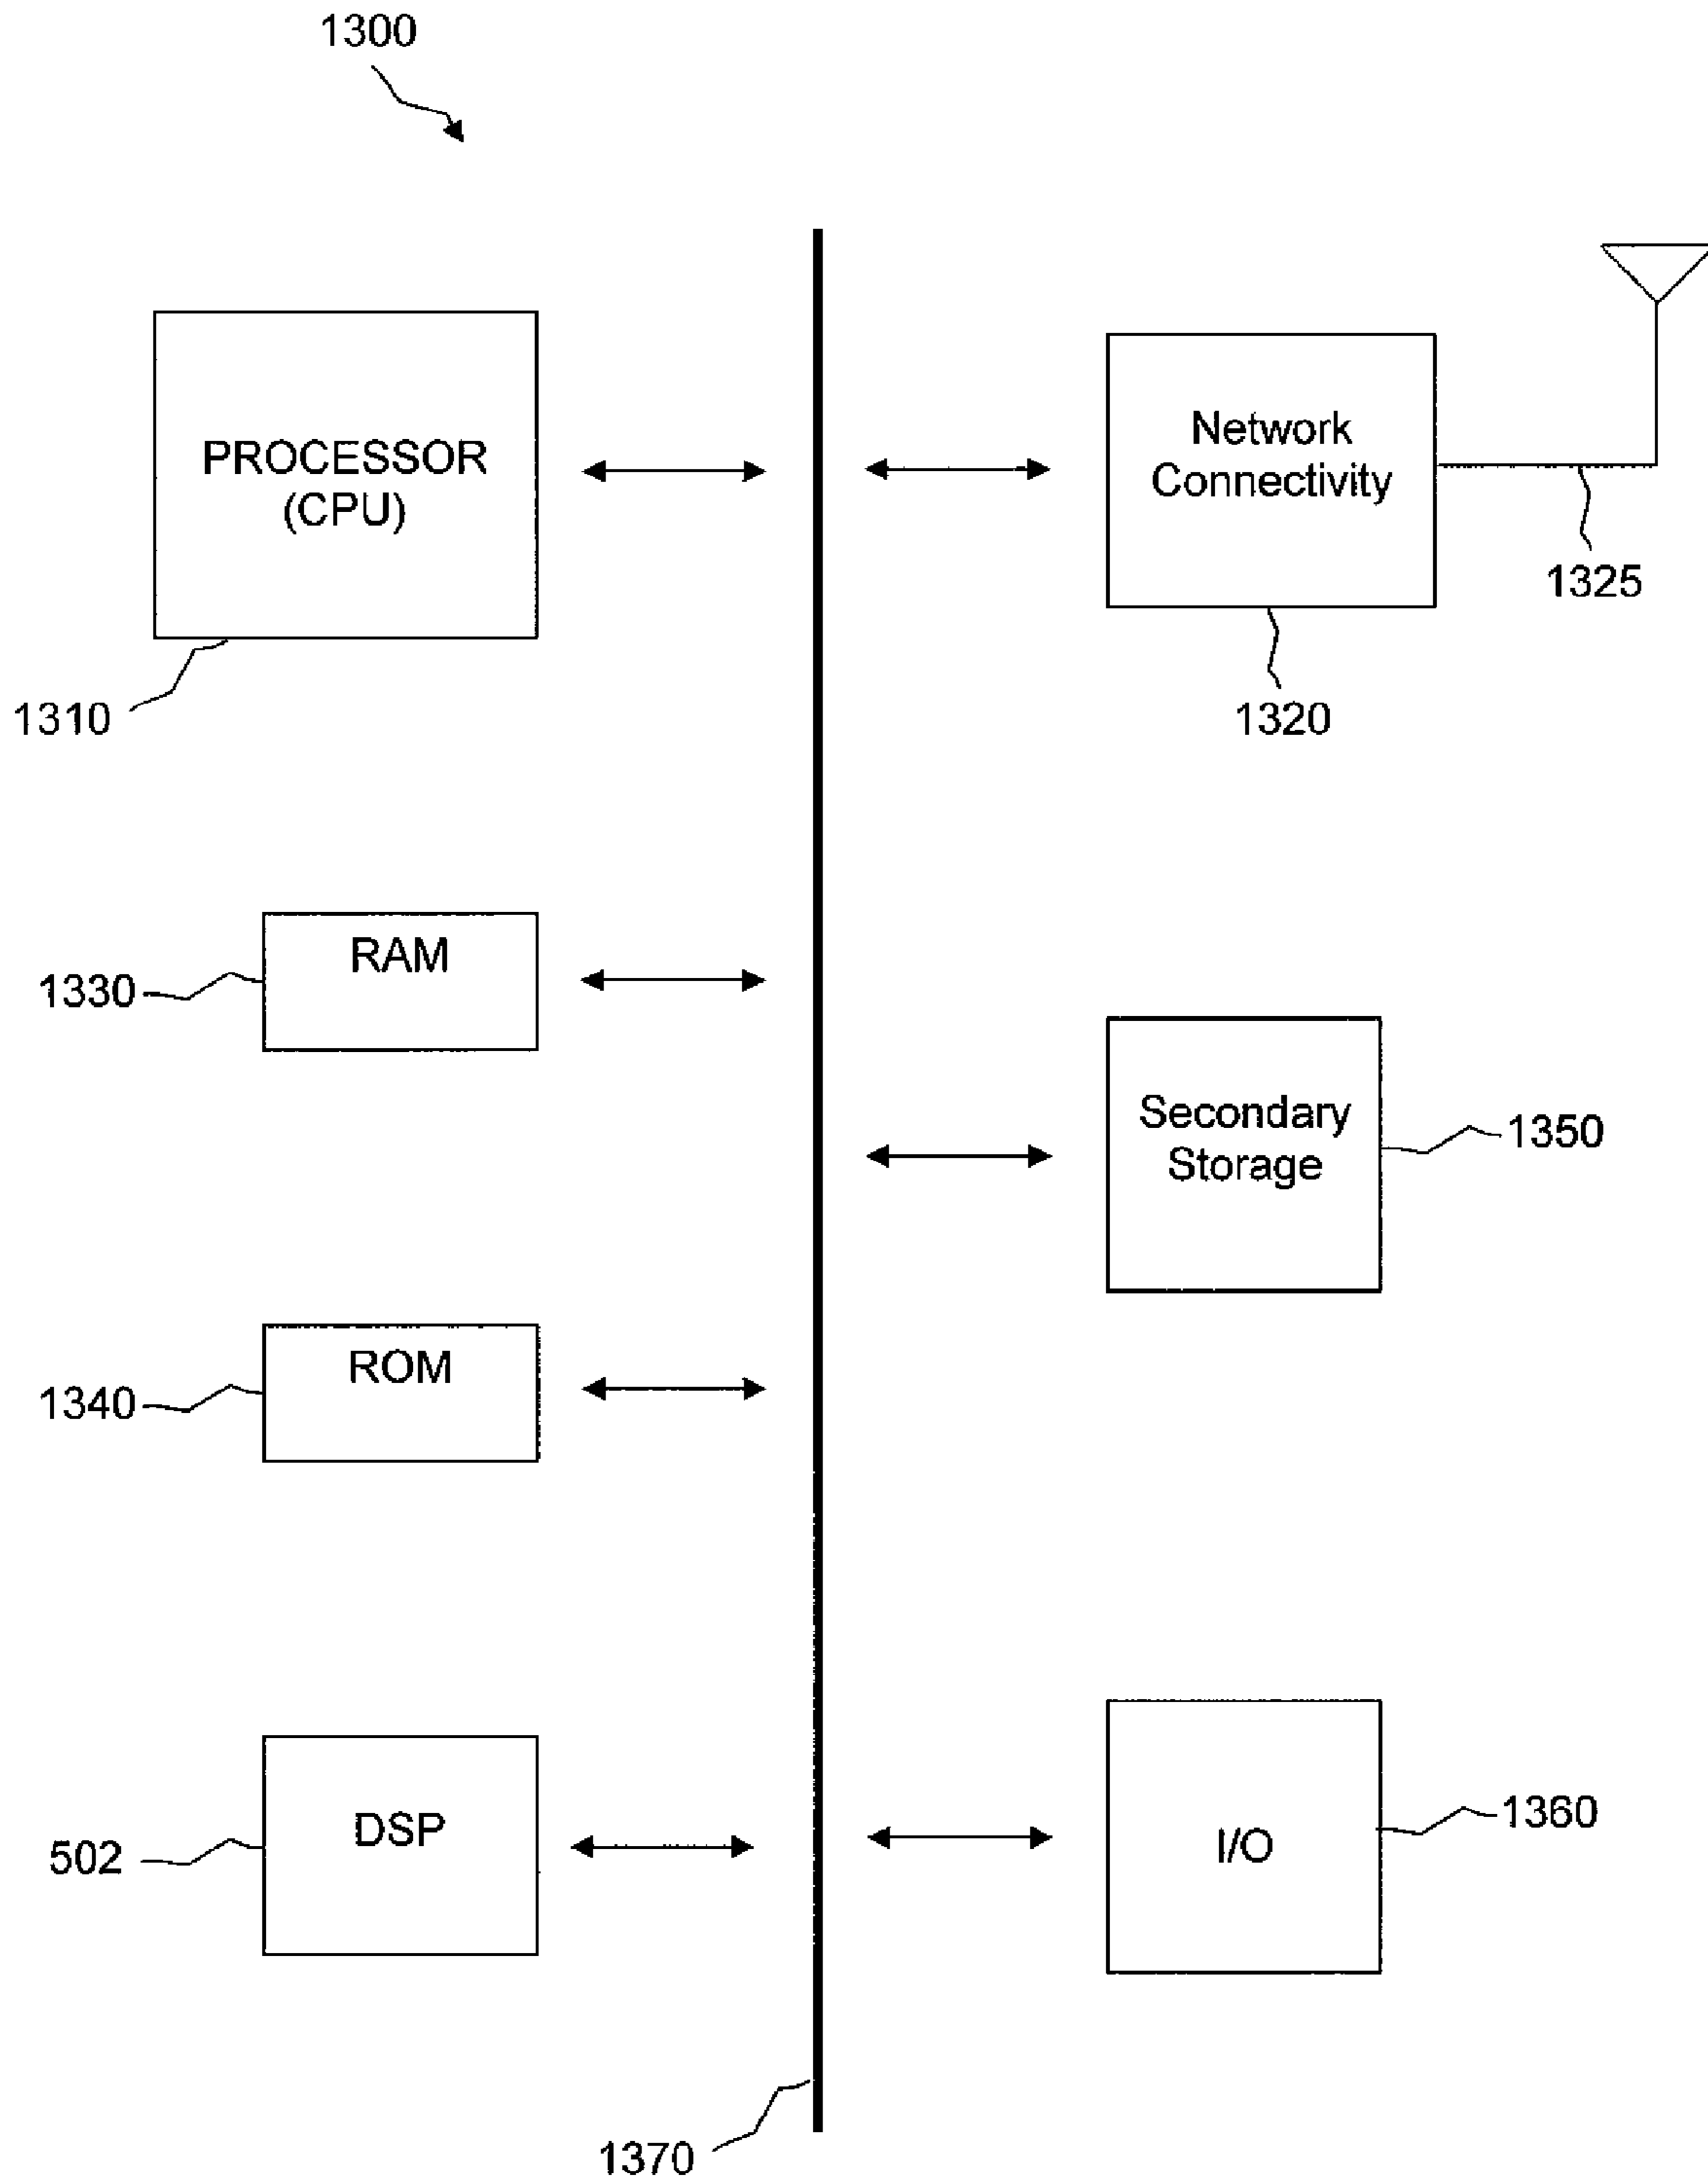 1300
PROCESSOR
(CPU)
1310
Network
Connectivity
1325
1320
RAM
1330
Secondary
Storage
1350
ROM
1340
DSP
502
I/O
1360
1370